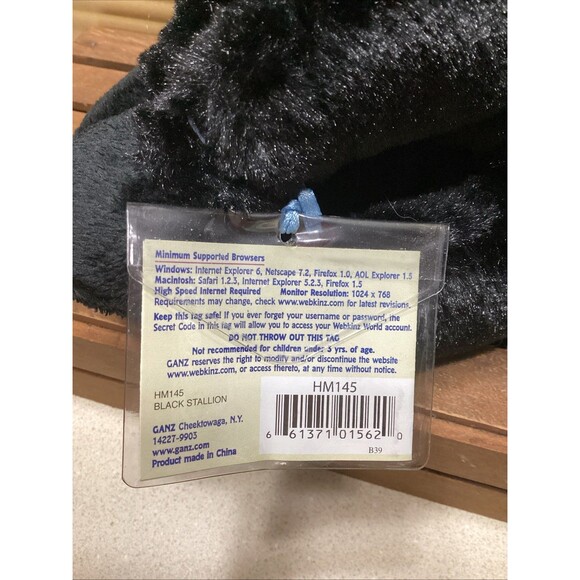 Minimum Supported Browsers
Windows: Internet Explorer 6, Netscape 7.2, Firefox 1.0, AOL Explorer 1.5
Macintosh: Safari 1.2.3, Internet Explorer 5.2.3, Firefox 1.5
High Speed Internet Required Monitor Resolution: 1024 x 768
Requirements may change, check www.webkinz.com for latest revisions.
Keep this tag safe! If you ever forget your username or password, the
Secret Code in this tag will allow you to access your Webkinz World account.
DO NOT THROW OUT THIS TAG
Not recommended for children under 3 yrs. of age.
GANZ reserves the right to modify and/or discontinue the website
www.webkinz.com, or access thereto, at any time without notice.
HM145
BLACK STALLION
GANZ Cheektowaga, N.Y.
14227-9903
www.ganz.com
Product made in China
HM145
6 61371 01562 0
B39